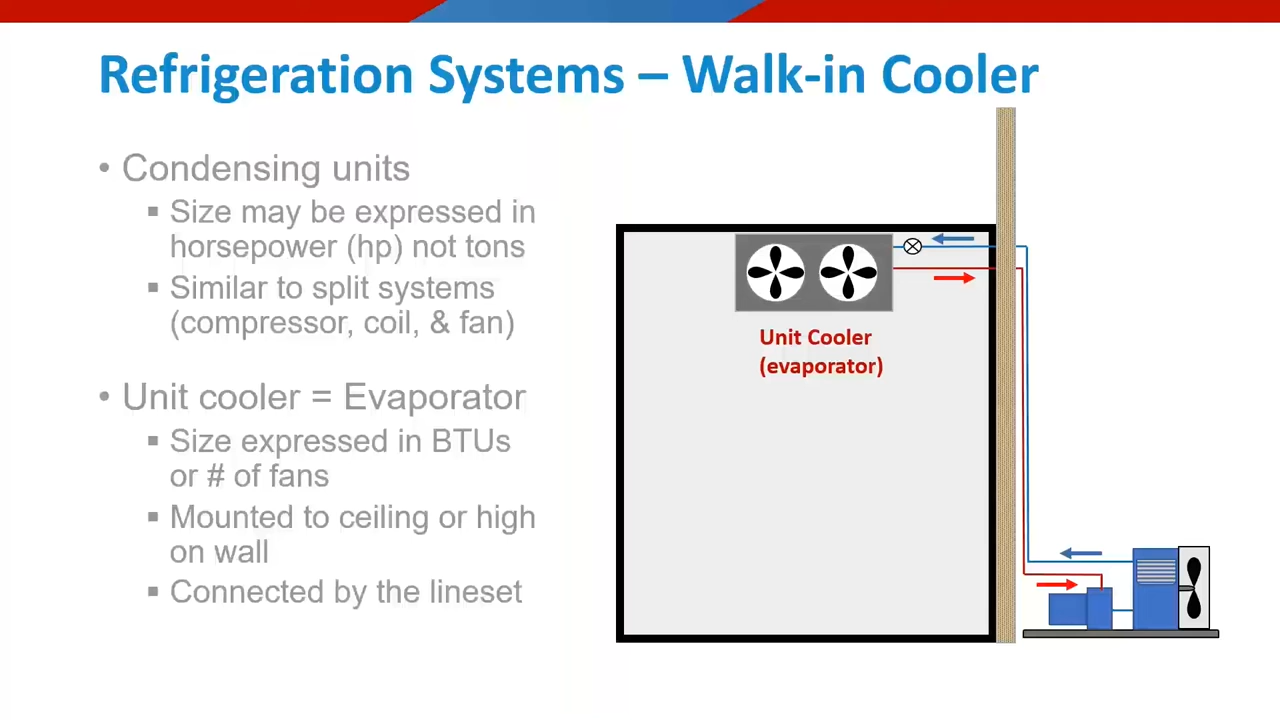 Refrigeration Systems – Walk-in Cooler
• Condensing units
▪ Size may be expressed in
horsepower (hp) not tons
▪ Similar to split systems
(compressor, coil, & fan)
• Unit cooler = Evaporator
▪ Size expressed in BTUs
or # of fans
▪ Mounted to ceiling or high
on wall
▪ Connected by the lineset
Unit Cooler
(evaporator)